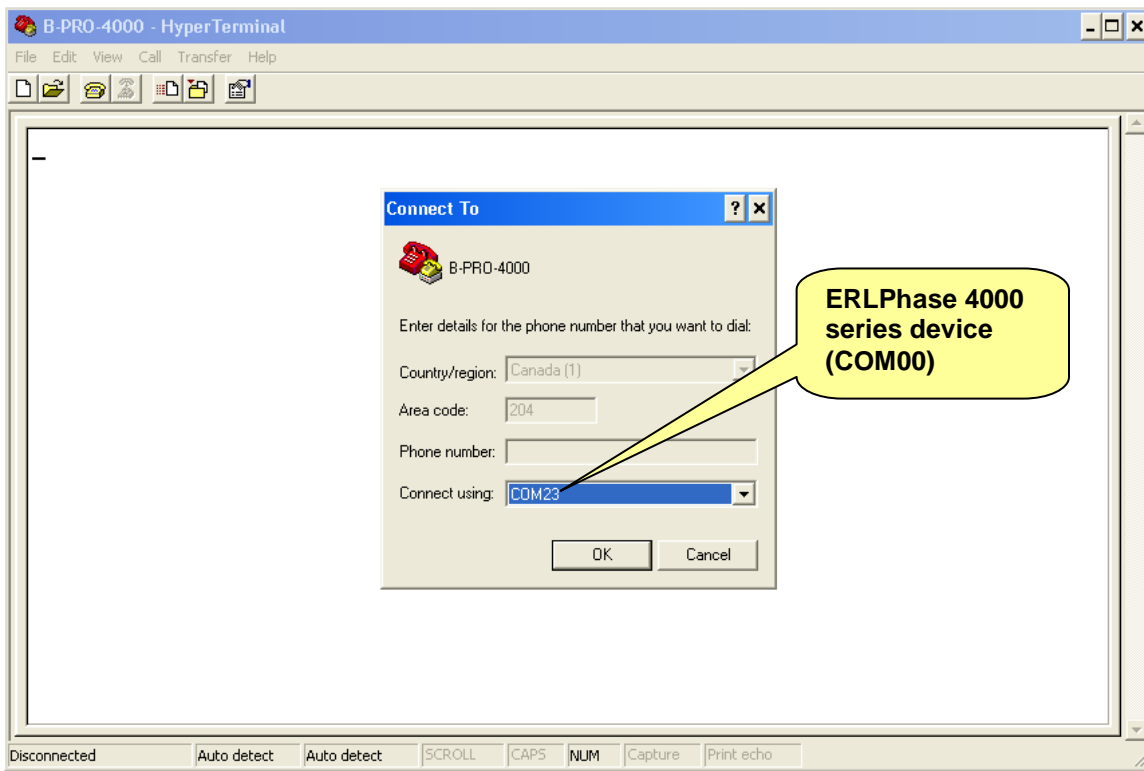 B-PRO-4000 - HyperTerminal
File Edit View Call Transfer Help
Connect To
B-PRO-4000
Enter details for the phone number that you want to dial:
Country/region: Canada (1)
Area code: 204
Phone number:
Connect using: COM23
OK Cancel
ERLPhase 4000
series device
(COM00)
Disconnected Auto detect Auto detect SCROLL CAPS NUM Capture Print echo